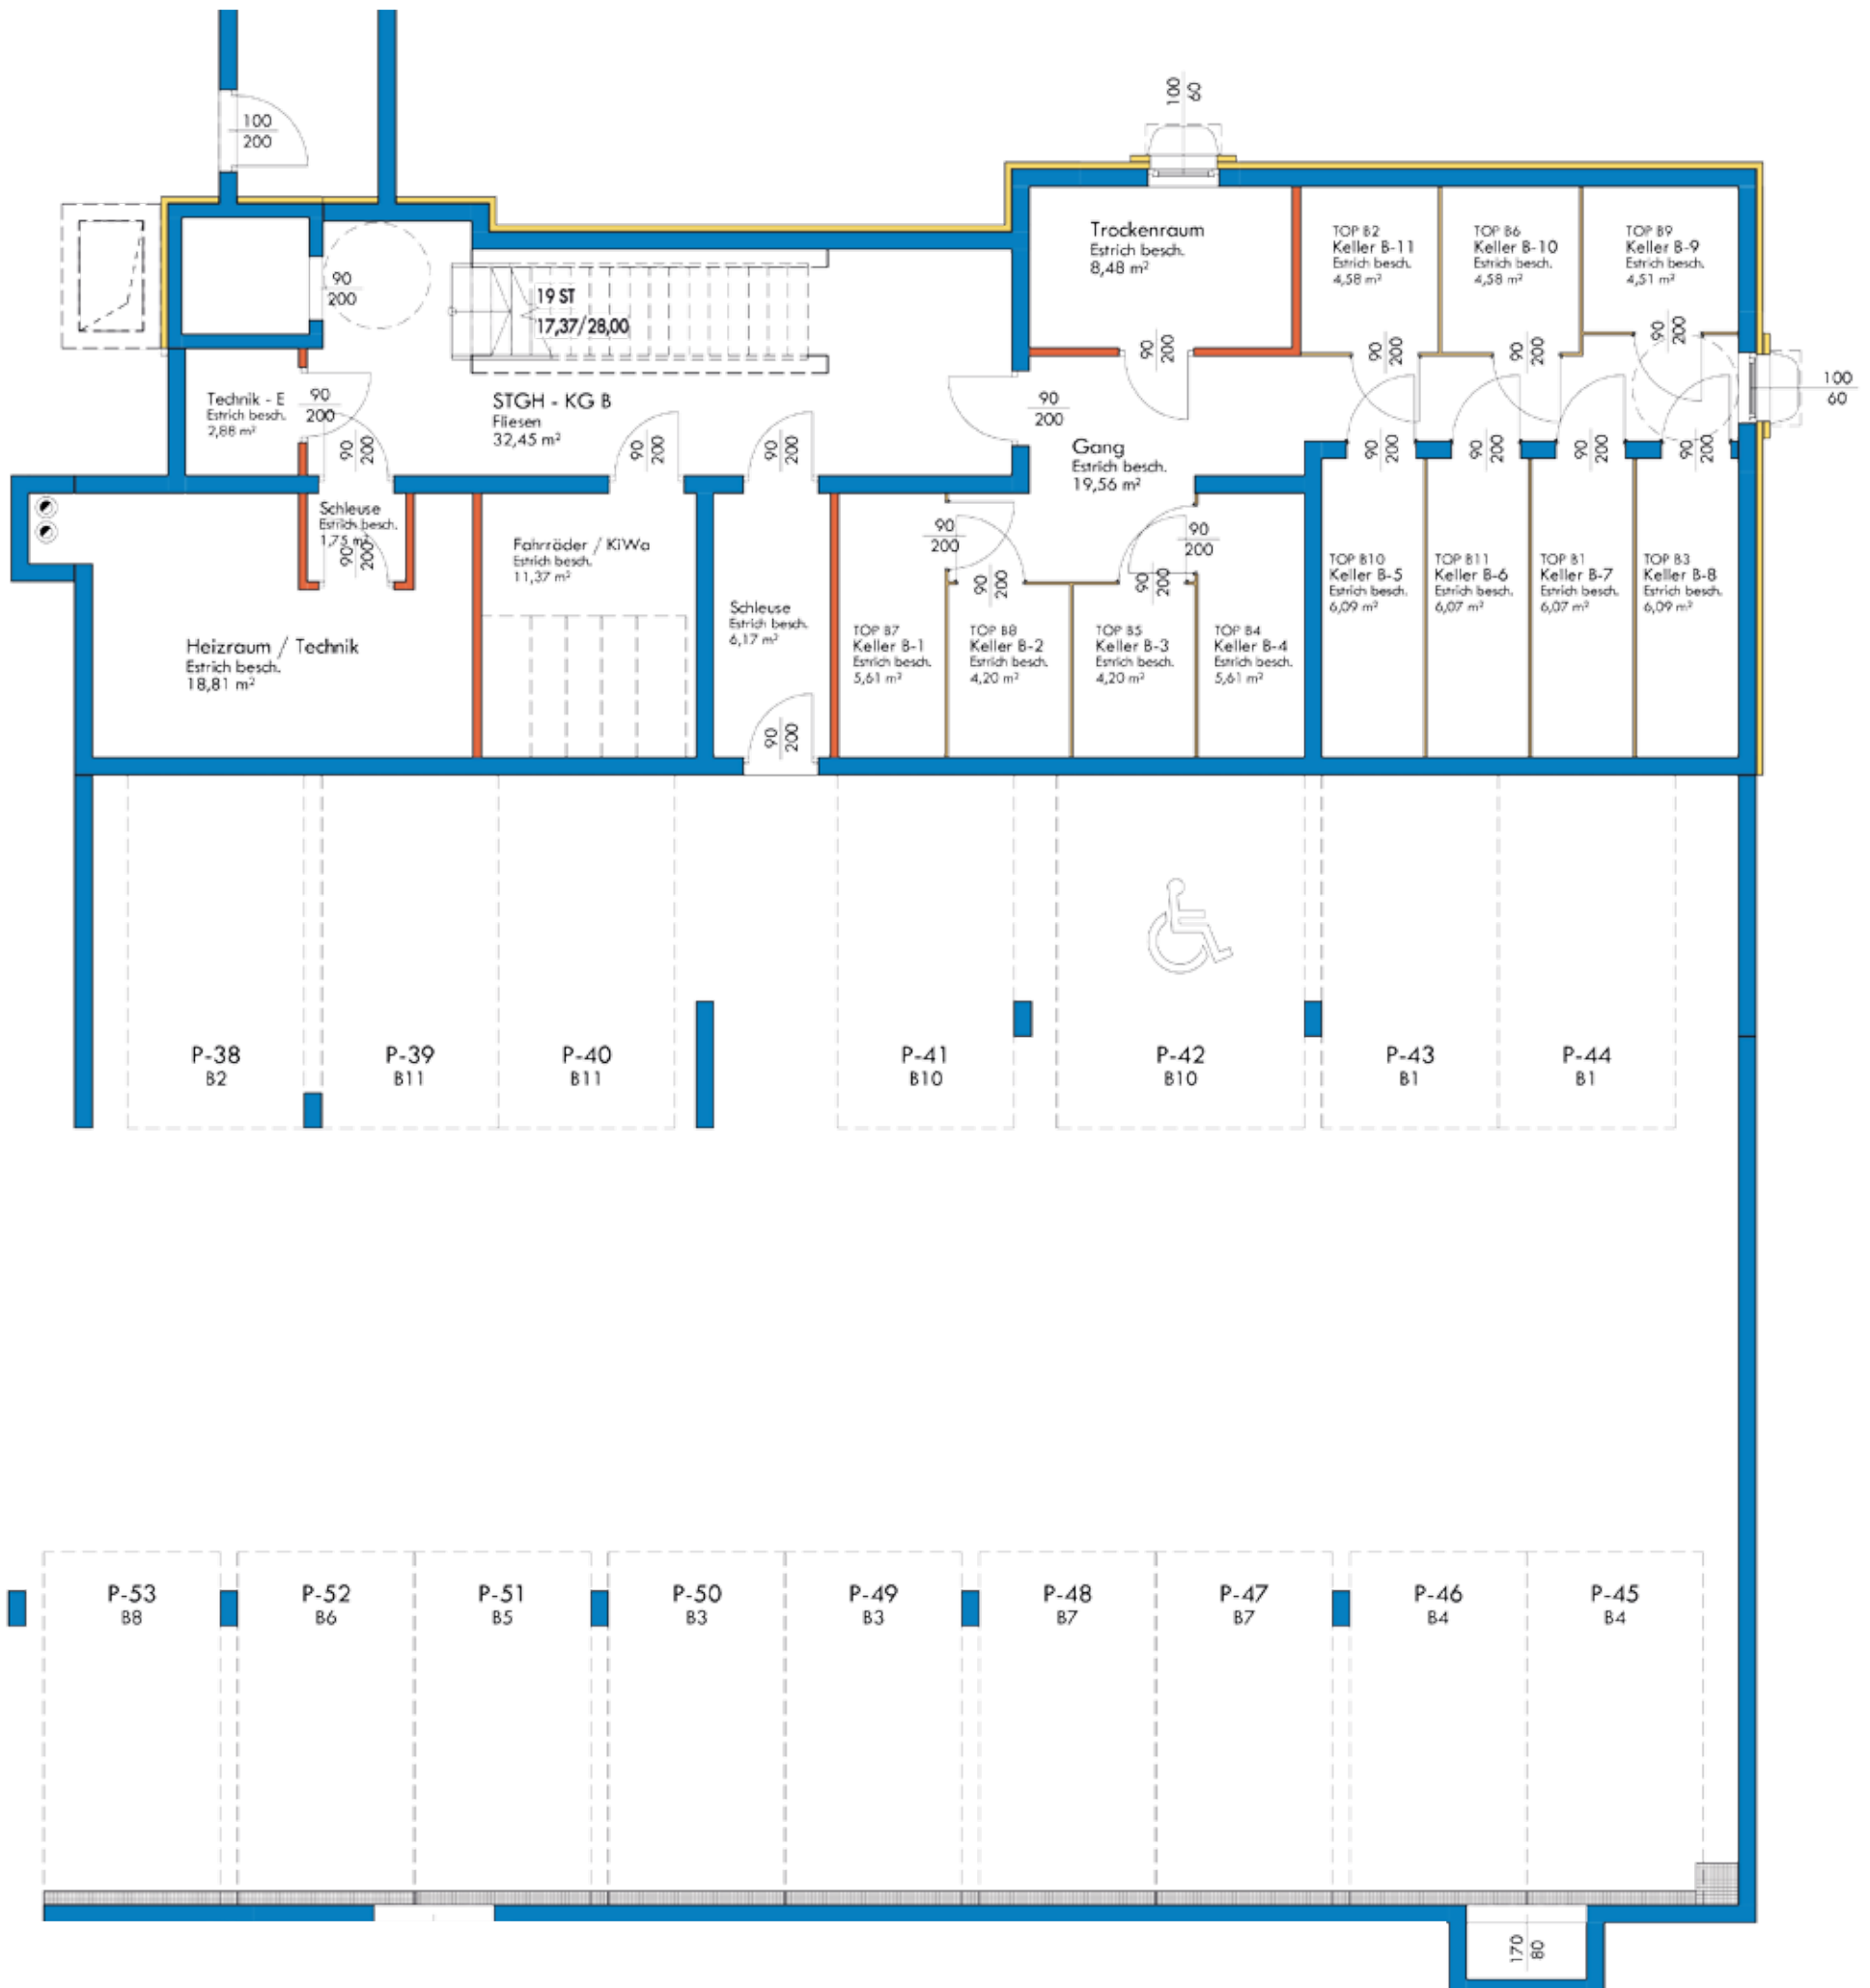 100
60
100
200
Trockenraum
Estrich besch.
8,48 m²
TOP B2
Keller B-11
Estrich besch.
4,58 m²
TOP B6
Keller B-10
Estrich besch.
4,58 m²
TOP B9
Keller B-9
Estrich besch.
4,51 m²
90
200
19 ST
17,37/28,00
90
200
90
200
90
200
90
200
100
60
Technik - E
Estrich besch.
2,88 m²
90
200
STGH - KG B
Fliesen
32,45 m²
90
200
90
200
90
200
90
200
Gang
Estrich besch.
19,56 m²
90
200
90
200
90
200
90
200
Schleuse
Estrich besch.
1,75 m²
90
200
Fahrräder / KiWa
Estrich besch.
11,37 m²
90
200
90
200
90
200
90
200
Schleuse
Estrich besch.
6,17 m²
TOP B10
Keller B-5
Estrich besch.
6,09 m²
TOP B11
Keller B-6
Estrich besch.
6,07 m²
TOP B1
Keller B-7
Estrich besch.
6,07 m²
TOP B3
Keller B-8
Estrich besch.
6,09 m²
Heizraum / Technik
Estrich besch.
18,81 m²
TOP B7
Keller B-1
Estrich besch.
5,61 m²
TOP B8
Keller B-2
Estrich besch.
4,20 m²
TOP B5
Keller B-3
Estrich besch.
4,20 m²
TOP B4
Keller B-4
Estrich besch.
5,61 m²
90
200
P-38
B2
P-39
B11
P-40
B11
P-41
B10
P-42
B10
P-43
B1
P-44
B1
P-53
B8
P-52
B6
P-51
B5
P-50
B3
P-49
B3
P-48
B7
P-47
B7
P-46
B4
P-45
B4
170
80